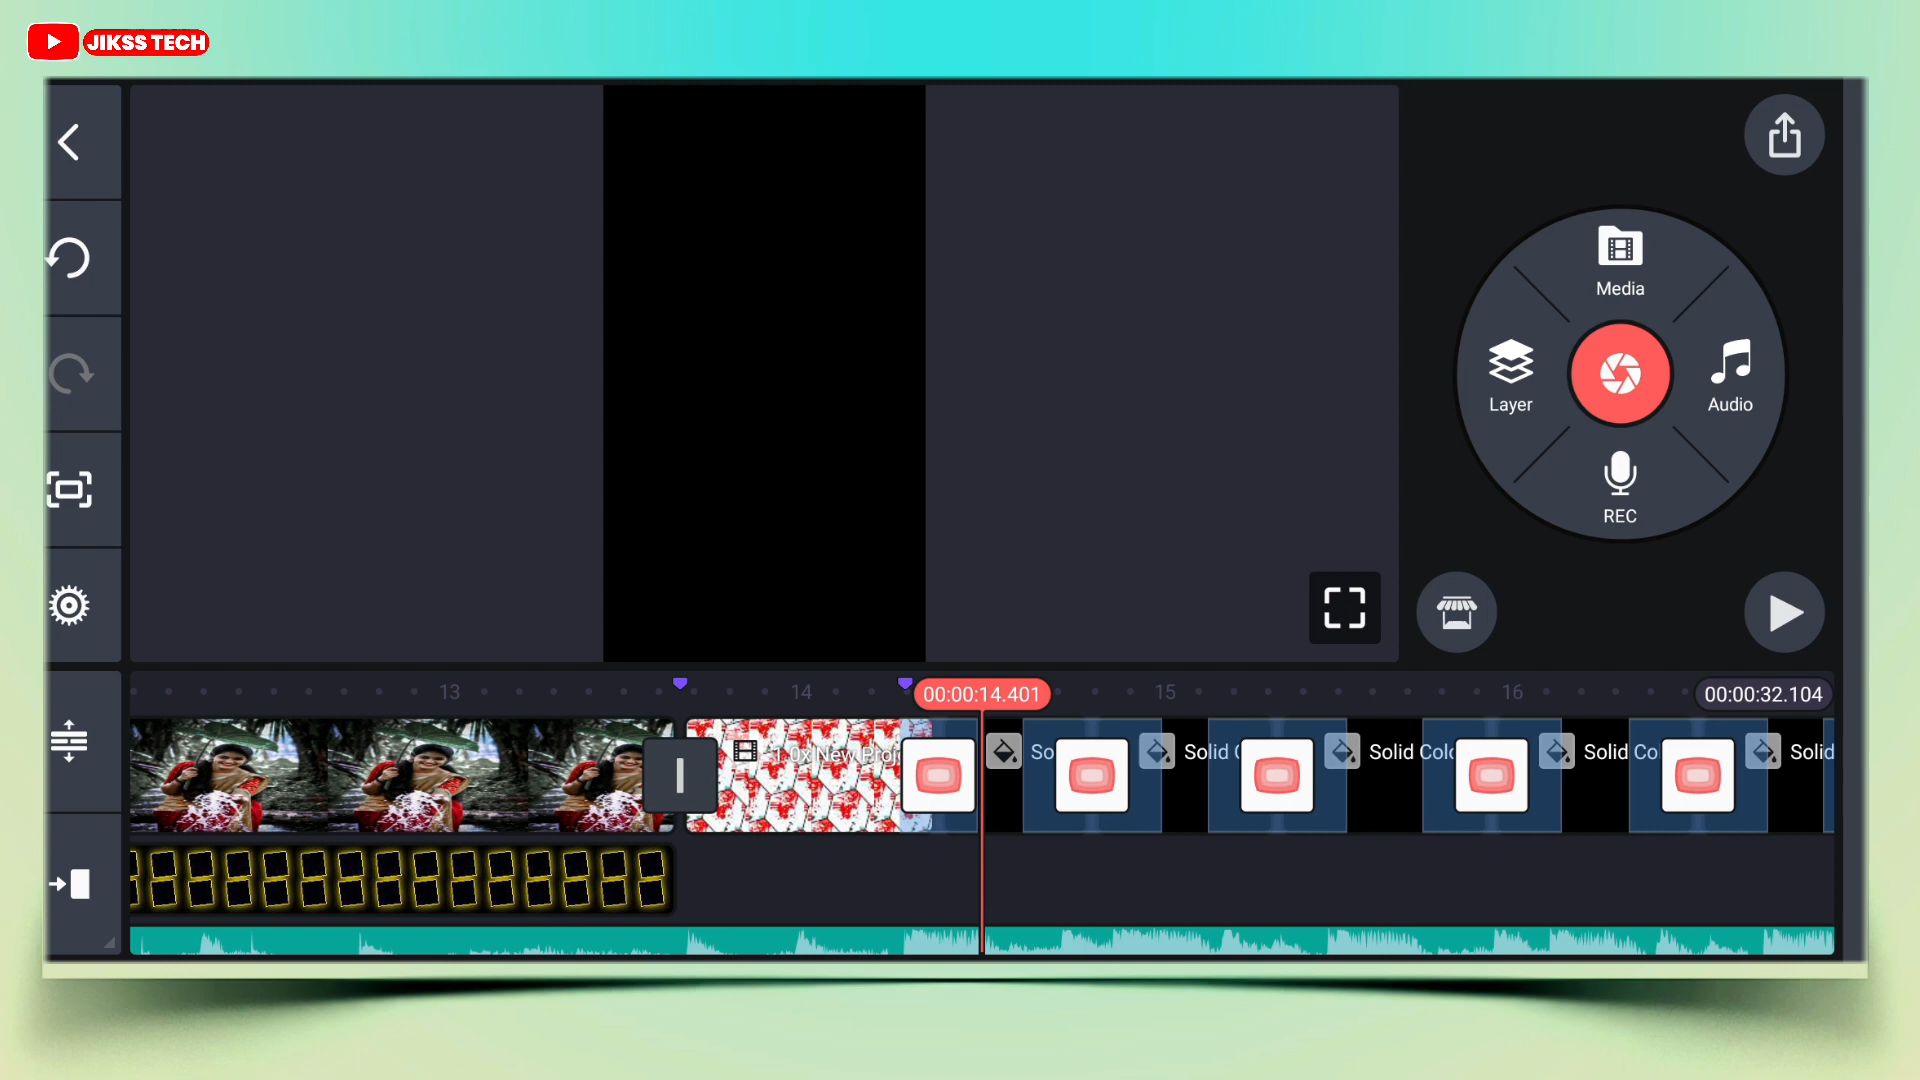 JIKSS TECH
Media
Layer
Audio
REC
13
14
00:00:14.401
15
16
00:00:32.104
1.0x New Proj
So
Solid C
Solid Colo
Solid Co
Solid